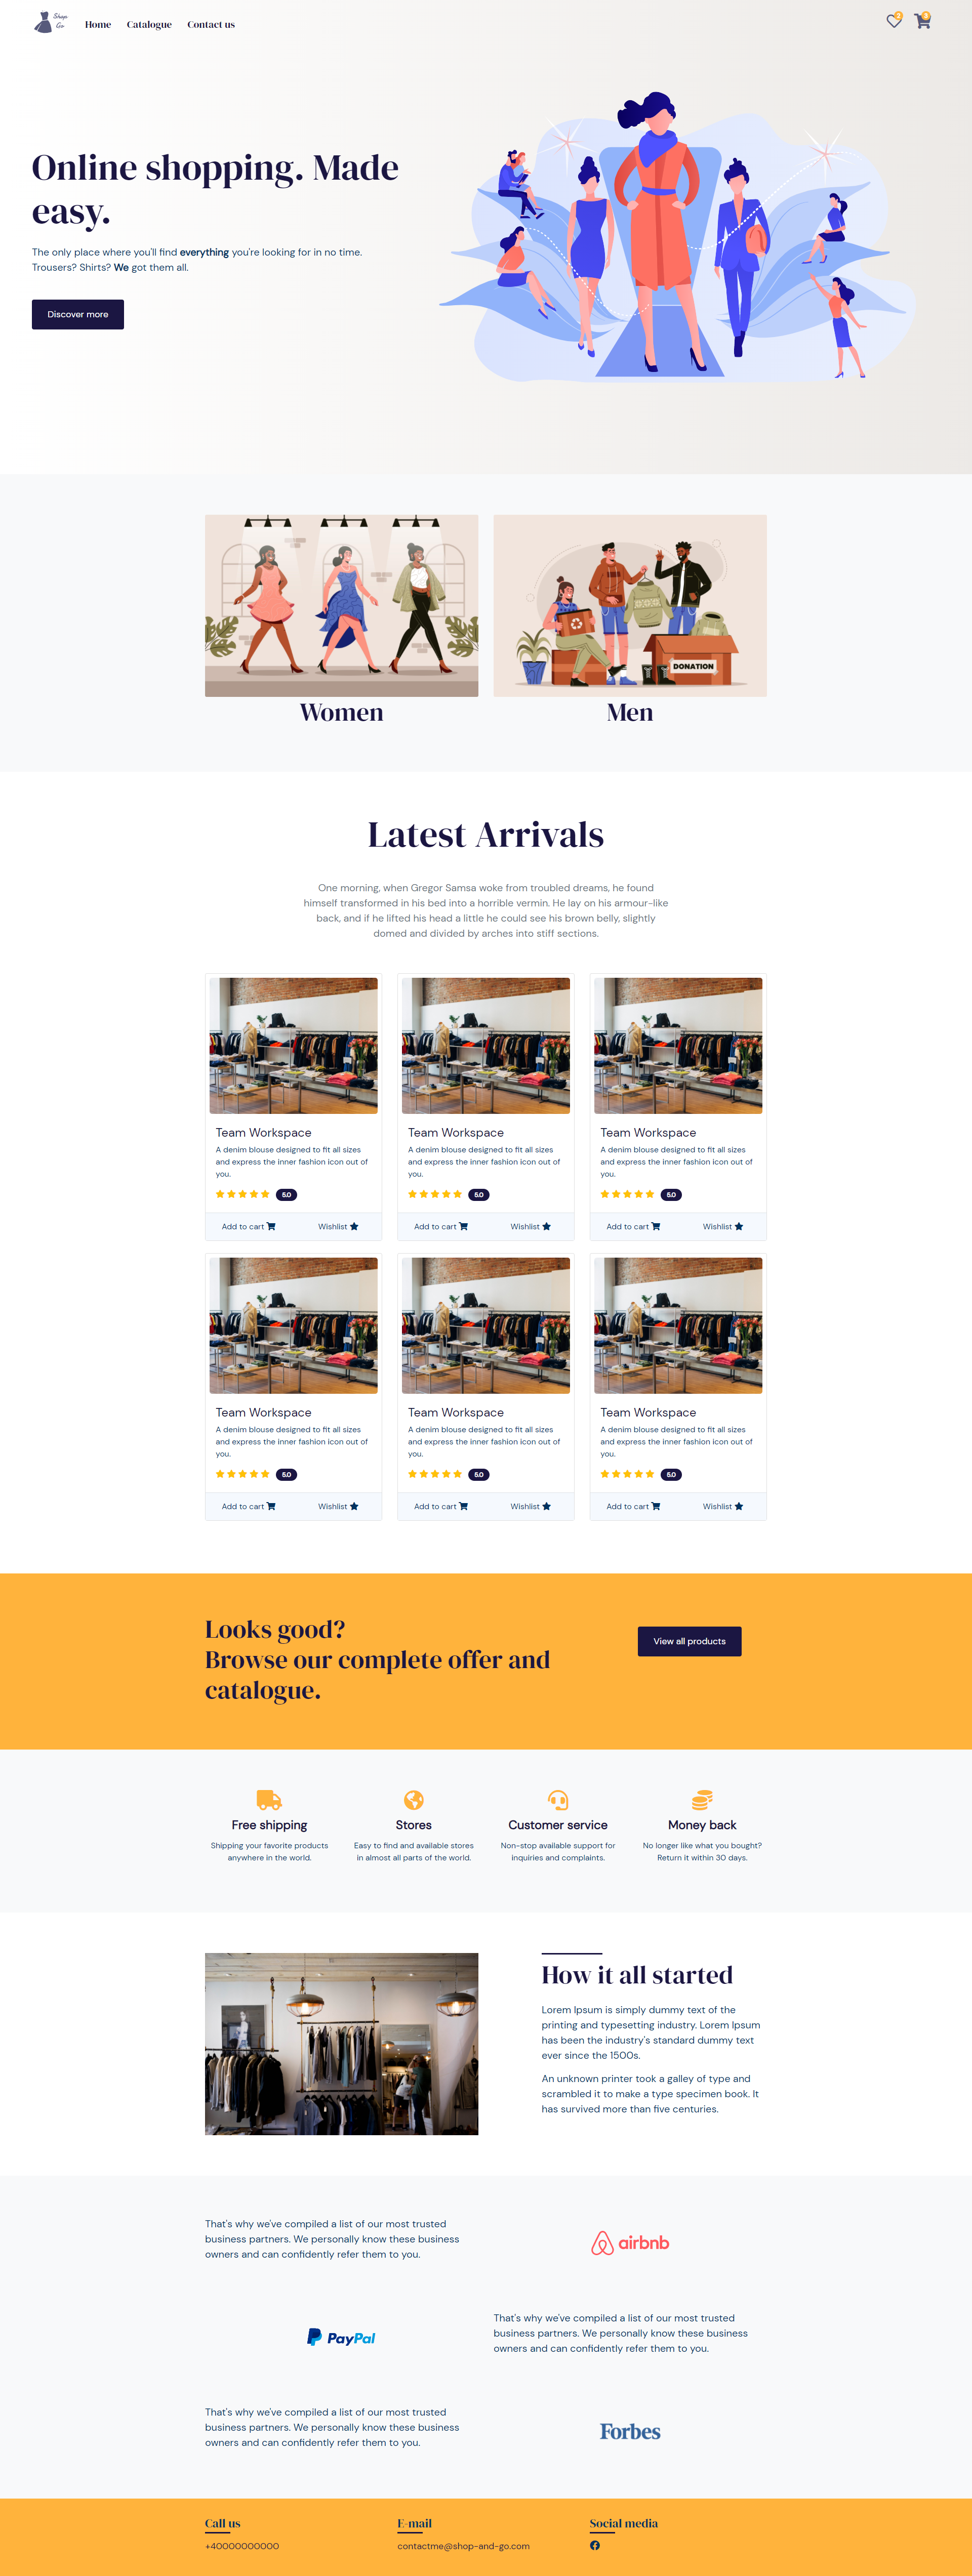 Shop
Go
Home Catalogue Contact us
2
Online shopping. Made
easy.
The only place where you'll find everything you're looking for in no time.
Trousers? Shirts? We got them all.
Discover more
DONATION
Women Men
Latest Arrivals
One morning, when Gregor Samsa woke from troubled dreams, he found
himself transformed in his bed into a horrible vermin. He lay on his armour-like
back, and if he lifted his head a little he could see his brown belly, slightly
domed and divided by arches into stiff sections.
Team Workspace
A denim blouse designed to fit all sizes
and express the inner fashion icon out of
you.
5.0
Add to cart Wishlist
Team Workspace
A denim blouse designed to fit all sizes
and express the inner fashion icon out of
you.
5.0
Add to cart Wishlist
Team Workspace
A denim blouse designed to fit all sizes
and express the inner fashion icon out of
you.
5.0
Add to cart Wishlist
Team Workspace
A denim blouse designed to fit all sizes
and express the inner fashion icon out of
you.
5.0
Add to cart Wishlist
Team Workspace
A denim blouse designed to fit all sizes
and express the inner fashion icon out of
you.
5.0
Add to cart Wishlist
Team Workspace
A denim blouse designed to fit all sizes
and express the inner fashion icon out of
you.
5.0
Add to cart Wishlist
Looks good?
Browse our complete offer and
catalogue.
View all products
Free shipping
Shipping your favorite products
anywhere in the world.
Stores
Easy to find and available stores
in almost all parts of the world.
Customer service
Non-stop available support for
inquiries and complaints.
Money back
No longer like what you bought?
Return it within 30 days.
How it all started
Lorem Ipsum is simply dummy text of the
printing and typesetting industry. Lorem Ipsum
has been the industry's standard dummy text
ever since the 1500s.
An unknown printer took a galley of type and
scrambled it to make a type specimen book. It
has survived more than five centuries.
That's why we've compiled a list of our most trusted
business partners. We personally know these business
owners and can confidently refer them to you.
airbnb
PayPal
That's why we've compiled a list of our most trusted
business partners. We personally know these business
owners and can confidently refer them to you.
That's why we've compiled a list of our most trusted
business partners. We personally know these business
owners and can confidently refer them to you.
Forbes
Call us
+40000000000
E-mail
contactme@shop-and-go.com
Social media